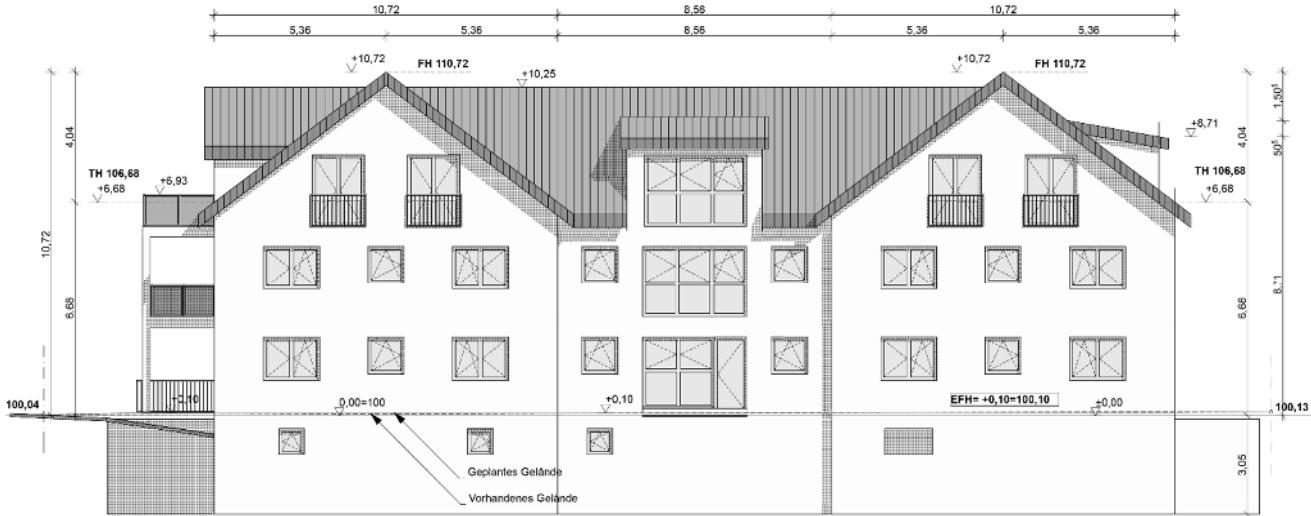 10,72 8,56 10,72
5,36 5,36 8,56 5,36 5,36
+10,72 FH 110,72 +10,72 FH 110,72
+10,25
1,50⁵
4,04 +8,71 4,04 50⁵
TH 106,68 +6,93 TH 106,68
+6,68 +6,68
10,72
6,68 6,68 8,71
+0,10 0,00=100 +0,10 EFH= +0,10=100,10 +0,00
100,04 100,13
3,05
Geplantes Gelände
Vorhandenes Gelände